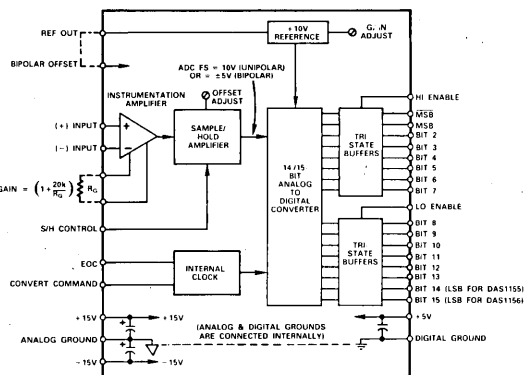 REF OUT
+10V
REFERENCE
ADJUST
BIPOLAR OFFSET
ADC FS = 10V (UNIPOLAR)
OR = ±5V (BIPOLAR)
INSTRUMENTATION
AMPLIFIER
OFFSET
ADJUST
HI ENABLE
(+) INPUT
(−) INPUT
+
−
SAMPLE/
HOLD
AMPLIFIER
14/15
BIT
ANALOG
TO
DIGITAL
CONVERTER
TRI
STATE
BUFFERS
MSB
MSB
BIT 2
BIT 3
BIT 4
BIT 5
BIT 6
BIT 7
GAIN = (1+ 20k/RG) RG
LO ENABLE
S/H CONTROL
EOC
CONVERT COMMAND
INTERNAL
CLOCK
TRI
STATE
BUFFERS
BIT 8
BIT 9
BIT 10
BIT 11
BIT 12
BIT 13
BIT 14 (LSB FOR DAS1155)
BIT 15 (LSB FOR DAS1156)
+15V +15V
+5V
ANALOG GROUND
(ANALOG & DIGITAL GROUNDS
ARE CONNECTED INTERNALLY)
DIGITAL GROUND
−15V −15V